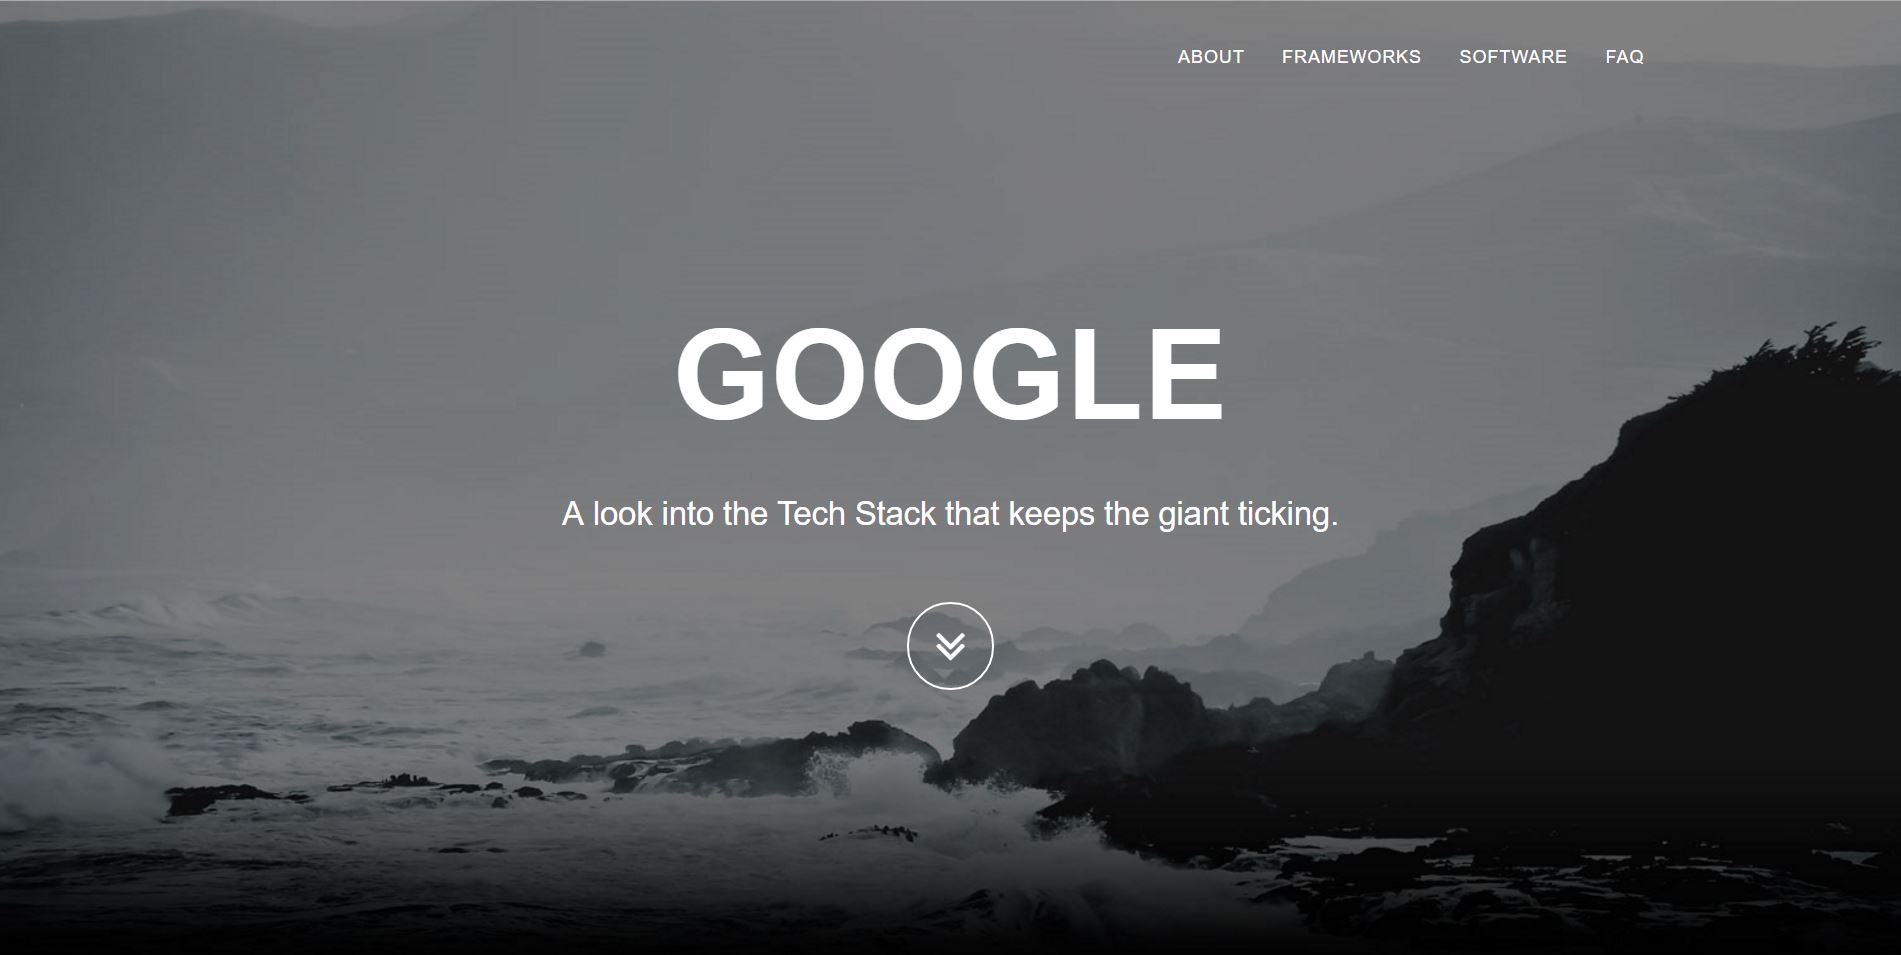 ABOUT FRAMEWORKS SOFTWARE FAQ
GOOGLE
A look into the Tech Stack that keeps the giant ticking.